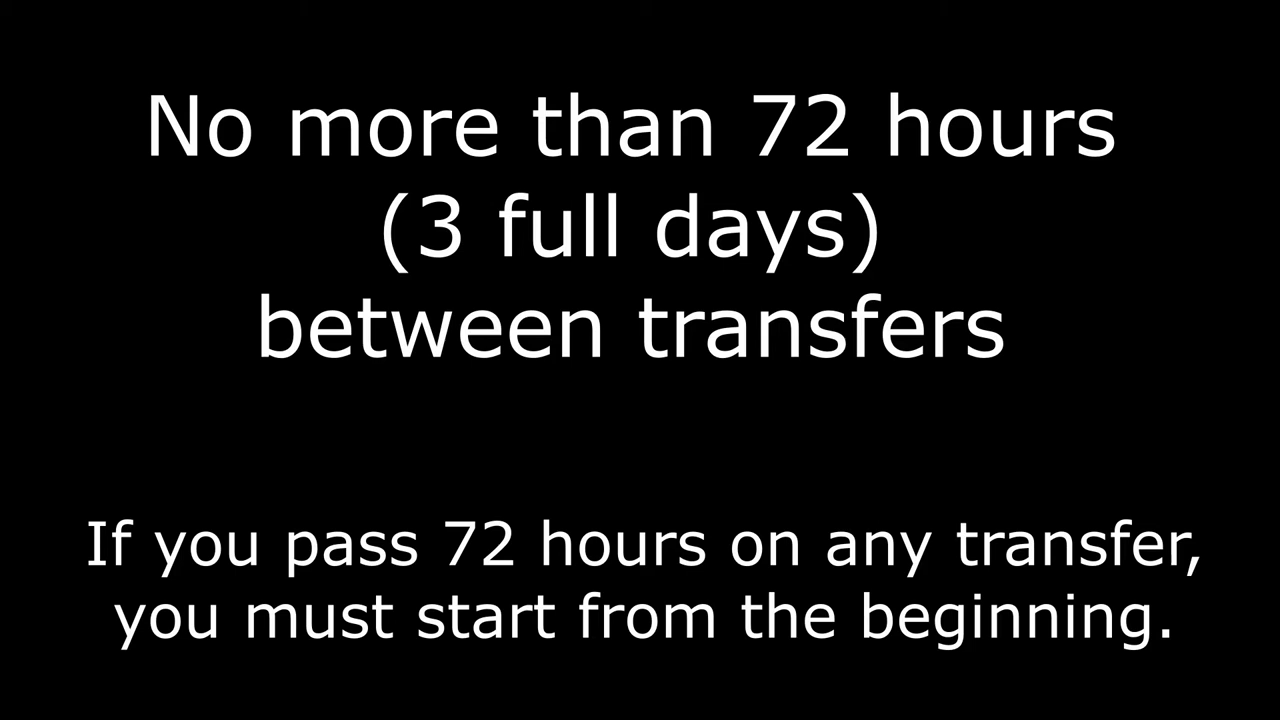 No more than 72 hours
(3 full days)
between transfers
If you pass 72 hours on any transfer,
you must start from the beginning.